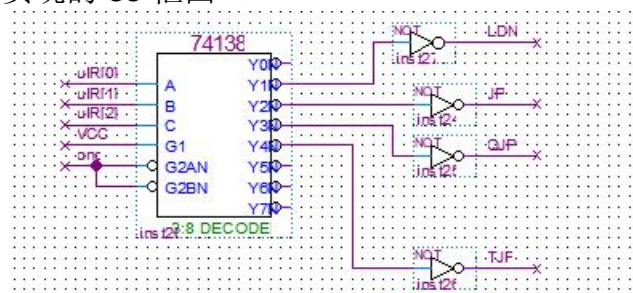 74138
uIR[0]
uIR[1]
uIR[2]
VCC
A
B
C
G1
G2AN
G2BN
Y0N
Y1N
Y2N
Y3N
Y4N
Y5N
Y6N
Y7N
3:8 DECODE
NOT
LDN
NOT
JP
NOT
QJP
NOT
TJF